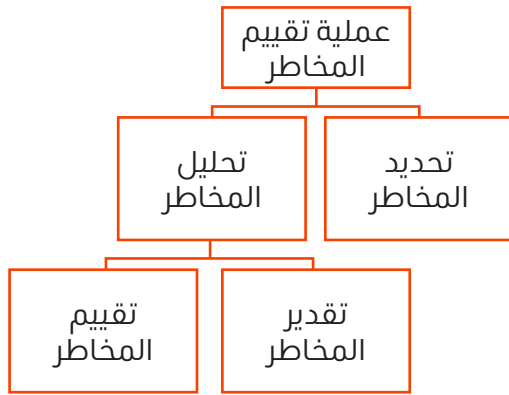 عملية تقييم
المخاطر
تحديد
المخاطر
تحليل
المخاطر
تقدير
المخاطر
تقييم
المخاطر